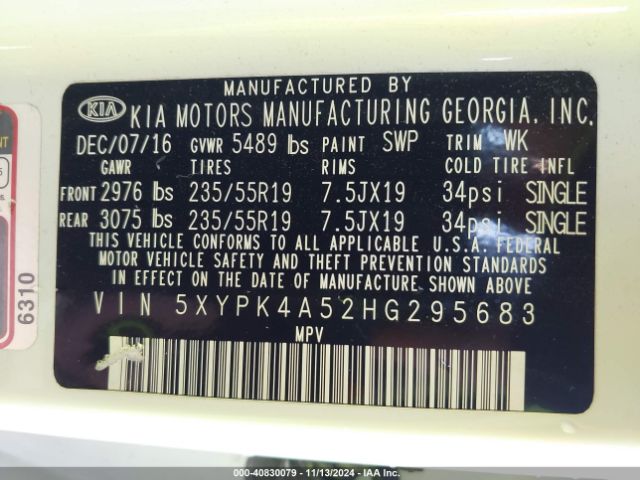 MANUFACTURED BY
KIA KIA MOTORS MANUFACTURING GEORGIA, INC.
DEC/07/16 GVWR 5489 lbs PAINT SWP TRIM WK
GAWR TIRES RIMS COLD TIRE INFL
FRONT 2976 lbs 235/55R19 7.5JX19 34psi SINGLE
REAR 3075 lbs 235/55R19 7.5JX19 34psi SINGLE
THIS VEHICLE CONFORMS TO ALL APPLICABLE U.S.A. FEDERAL
MOTOR VEHICLE SAFETY AND THEFT PREVENTION STANDARDS
IN EFFECT ON THE DATE OF MANUFACTURE SHOWN ABOVE.
VIN 5XYPK4A52HG295683
MPV
6310
00 - 40830079 - 11/13/2024 - IAA Inc.